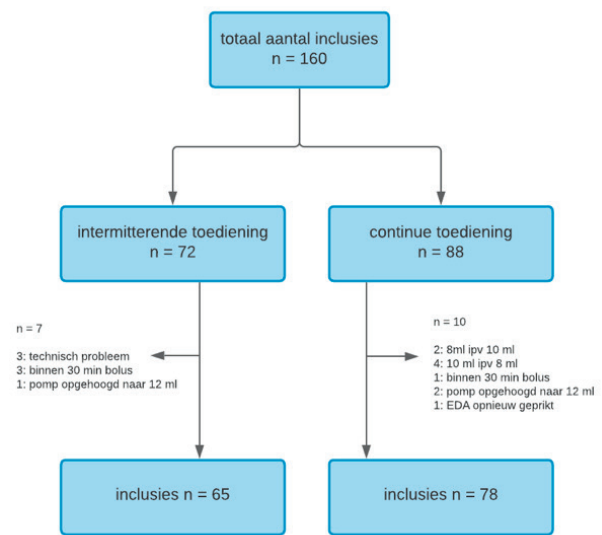 totaal aantal inclusies
n = 160
intermitterende toediening
n = 72
continue toediening
n = 88
n = 7
3: technisch probleem
3: binnen 30 min bolus
1: pomp opgehoogd naar 12 ml
n = 10
2: 8ml ipv 10 ml
4: 10 ml ipv 8 ml
1: binnen 30 min bolus
2: pomp opgehoogd naar 12 ml
1: EDA opnieuw geprikt
inclusies n = 65
inclusies n = 78